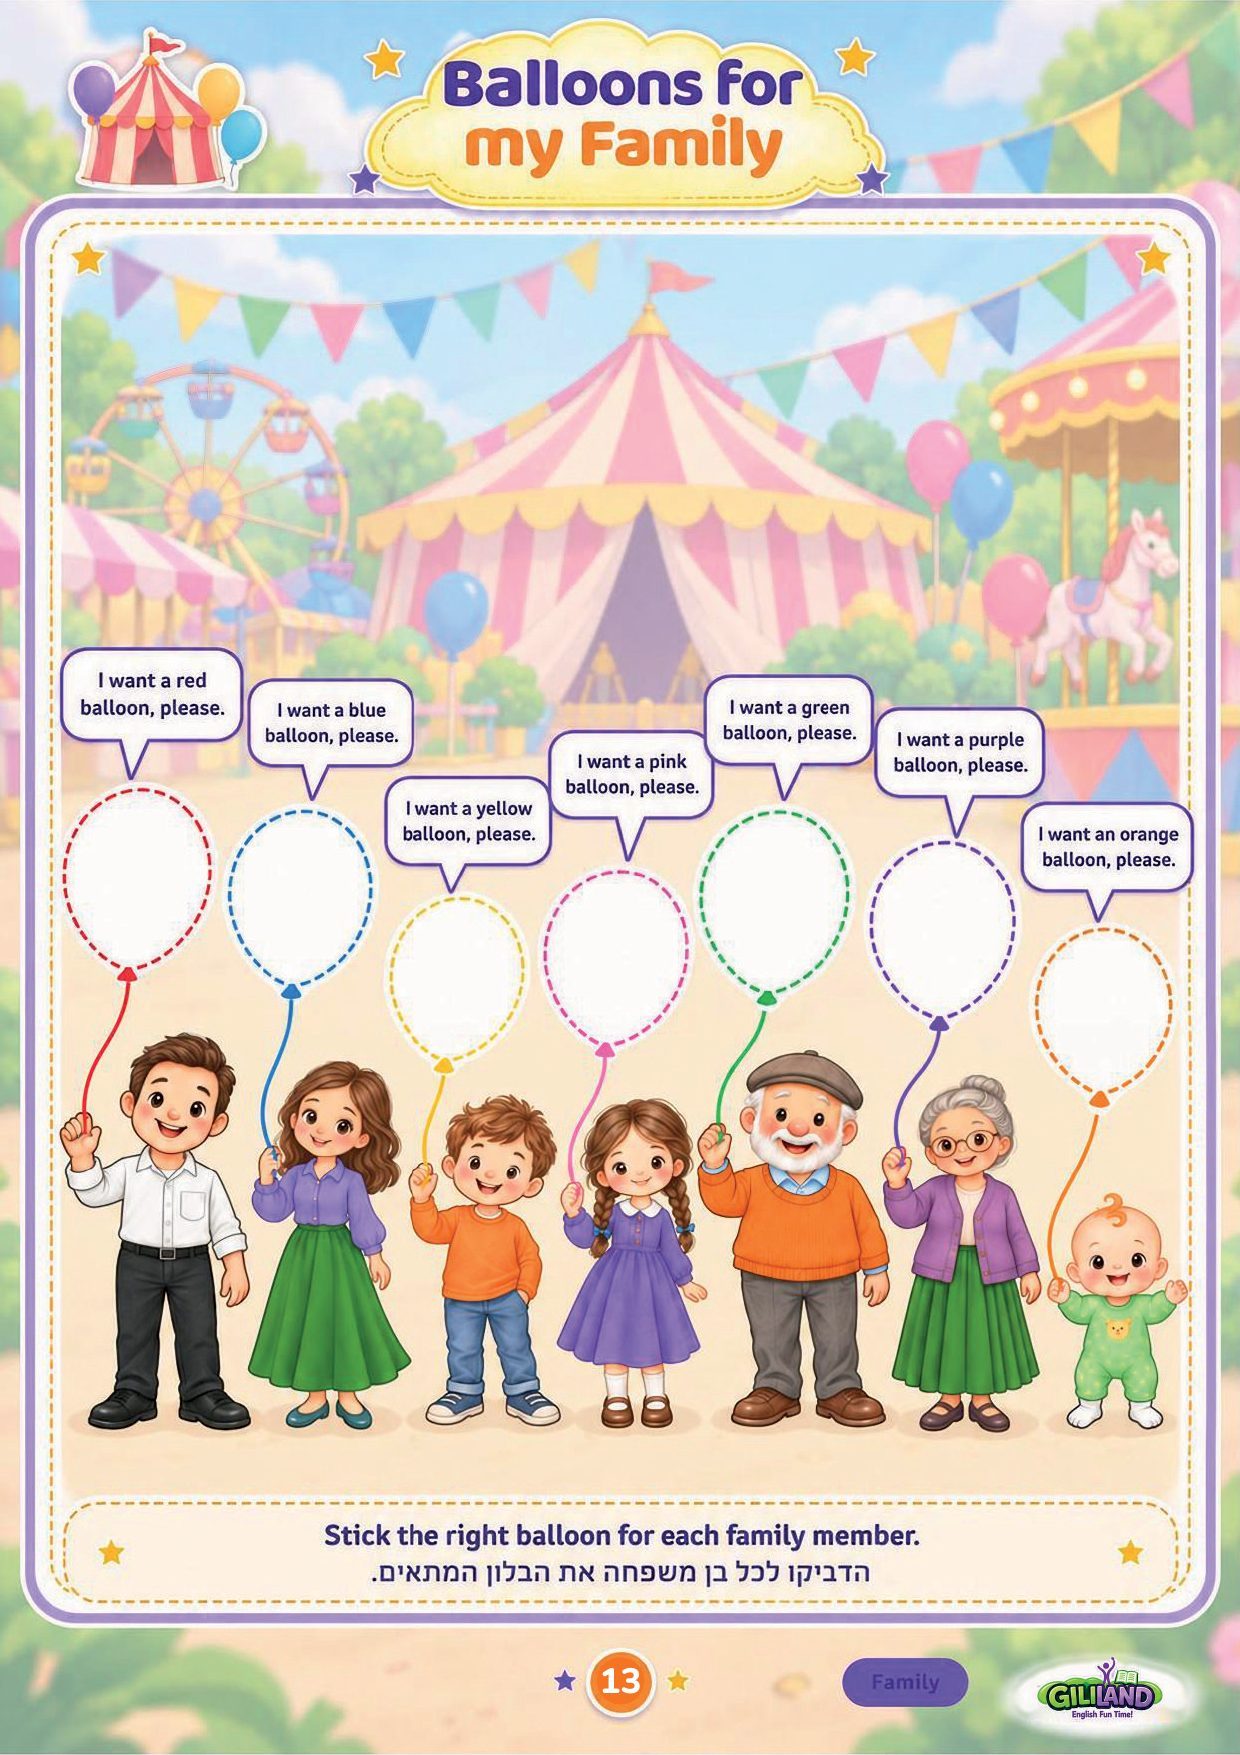 Balloons for
my Family
I want a red
balloon, please.
I want a blue
balloon, please.
I want a yellow
balloon, please.
I want a pink
balloon, please.
I want a green
balloon, please.
I want a purple
balloon, please.
I want an orange
balloon, please.
Stick the right balloon for each family member.
הדביקו לכל בן משפחה את הבלון המתאים.
13
Family
GILILAND
English Fun Time!